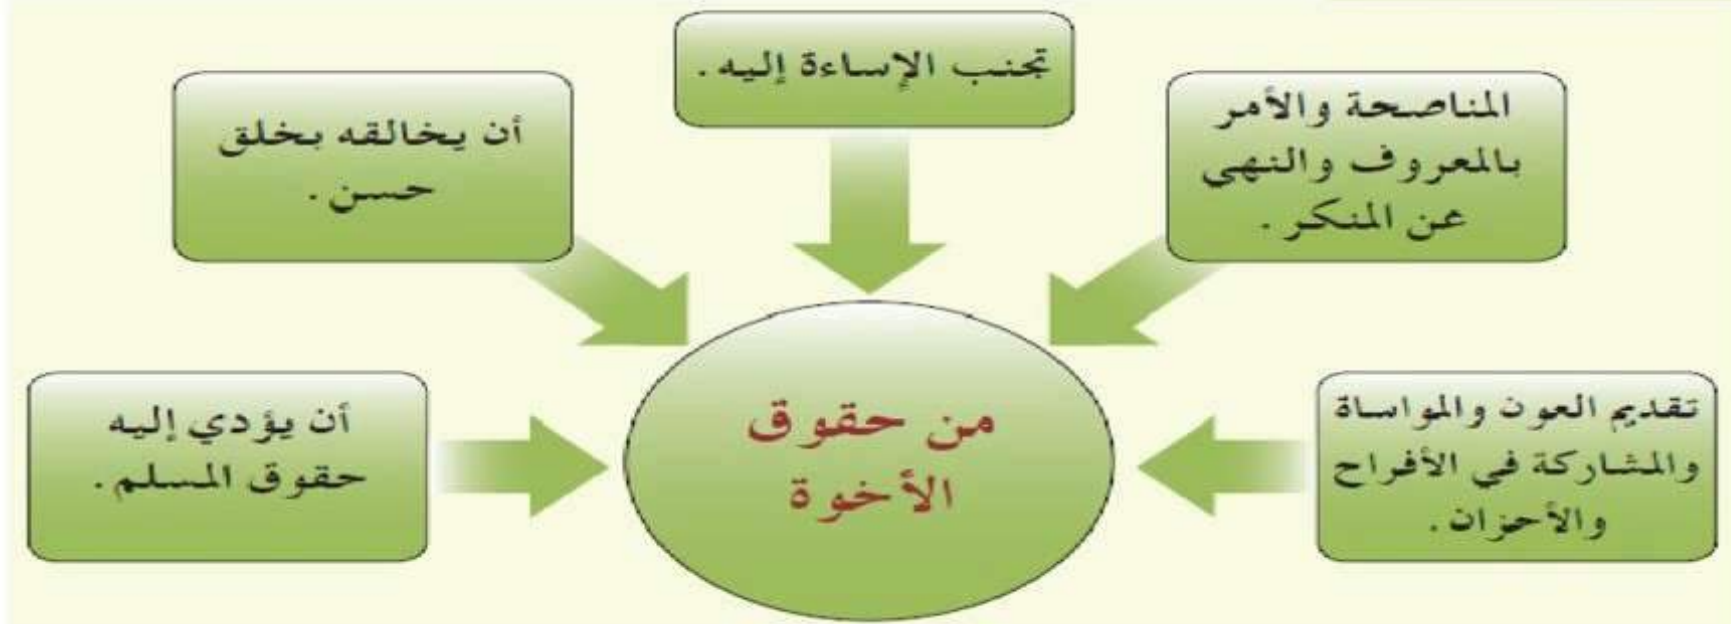 تجنب الإساءة إليه.
المناصحة والأمر
بالمعروف والنهي
عن المنكر.
أن يخالقه بخلق
حسن.
تقديم العون والمواساة
والمشاركة في الأفراح
والأحزان.
من حقوق
الأخوة
أن يؤدي إليه
حقوق المسلم.